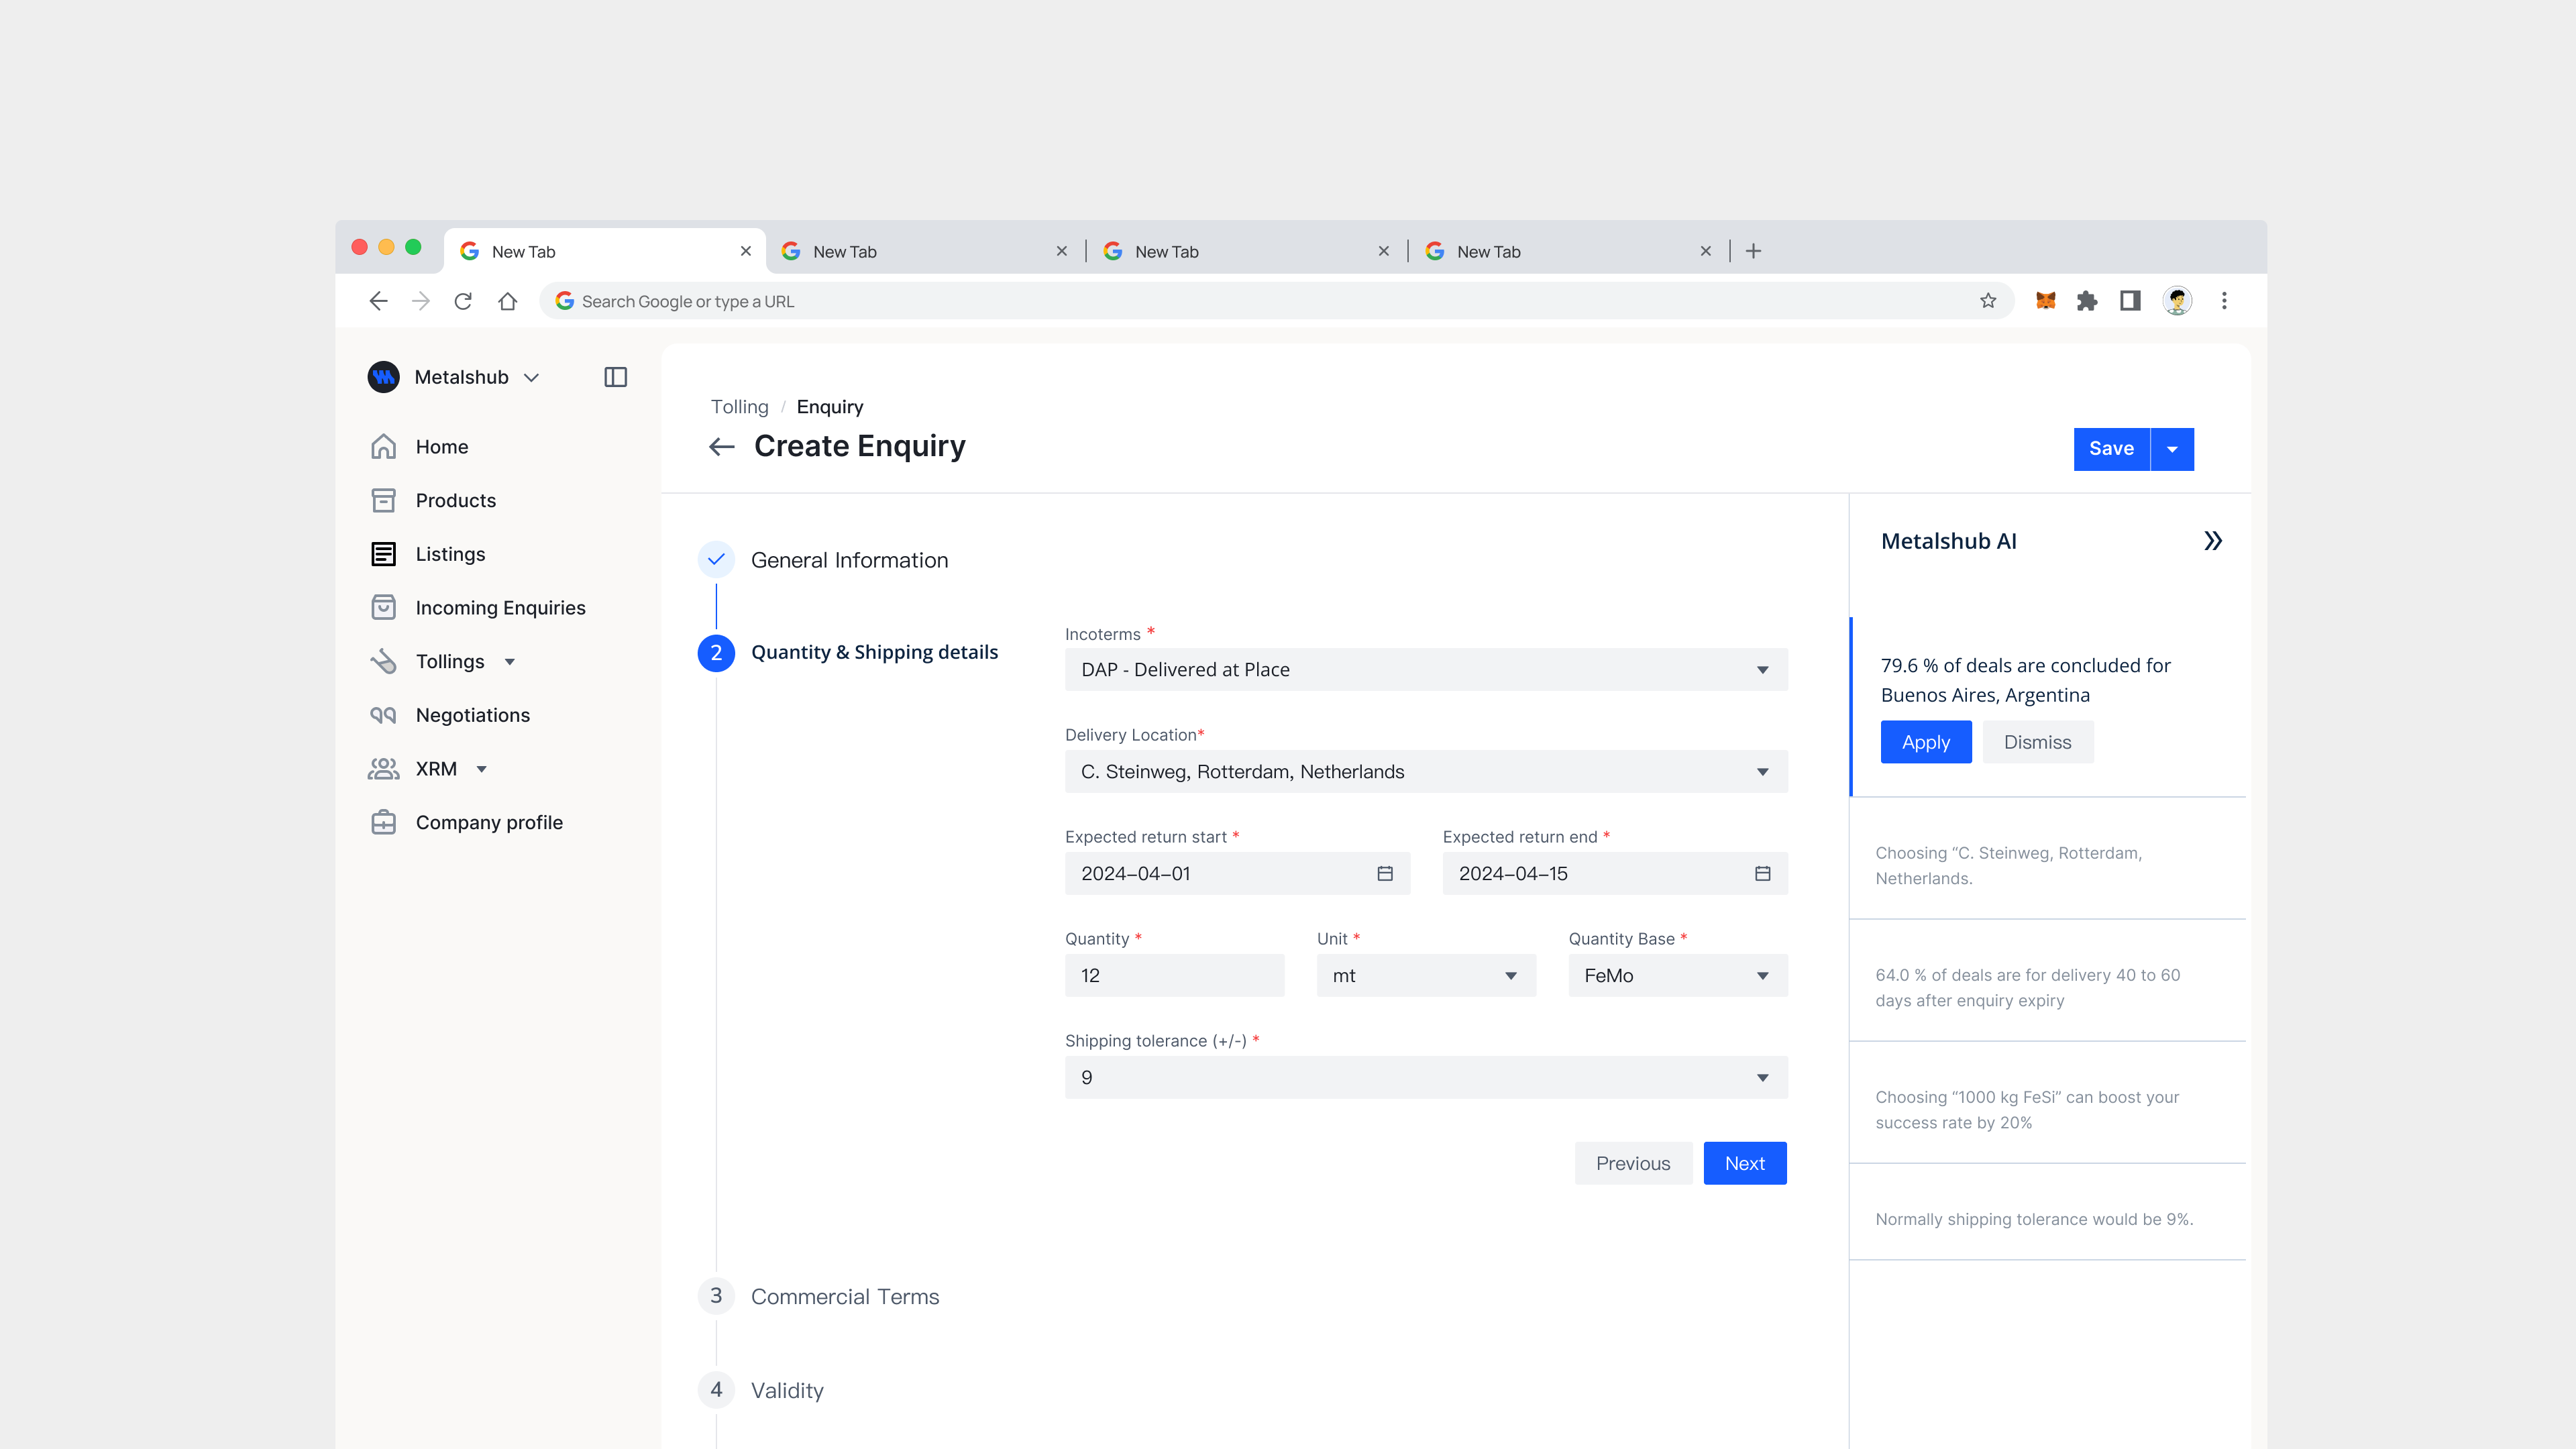 New Tab
New Tab
New Tab
New Tab
Search Google or type a URL
Metalshub
Home
Products
Listings
Incoming Enquiries
Tollings
Negotiations
XRM
Company profile
Tolling / Enquiry
Create Enquiry
Save
General Information
2 Quantity & Shipping details
Incoterms *
DAP - Delivered at Place
Delivery Location*
C. Steinweg, Rotterdam, Netherlands
Expected return start * Expected return end *
2024–04–01 2024–04–15
Quantity * Unit * Quantity Base *
12 mt FeMo
Shipping tolerance (+/-) *
9
Previous Next
3 Commercial Terms
4 Validity
Metalshub AI
79.6 % of deals are concluded for
Buenos Aires, Argentina
Apply Dismiss
Choosing “C. Steinweg, Rotterdam,
Netherlands.
64.0 % of deals are for delivery 40 to 60
days after enquiry expiry
Choosing “1000 kg FeSi” can boost your
success rate by 20%
Normally shipping tolerance would be 9%.